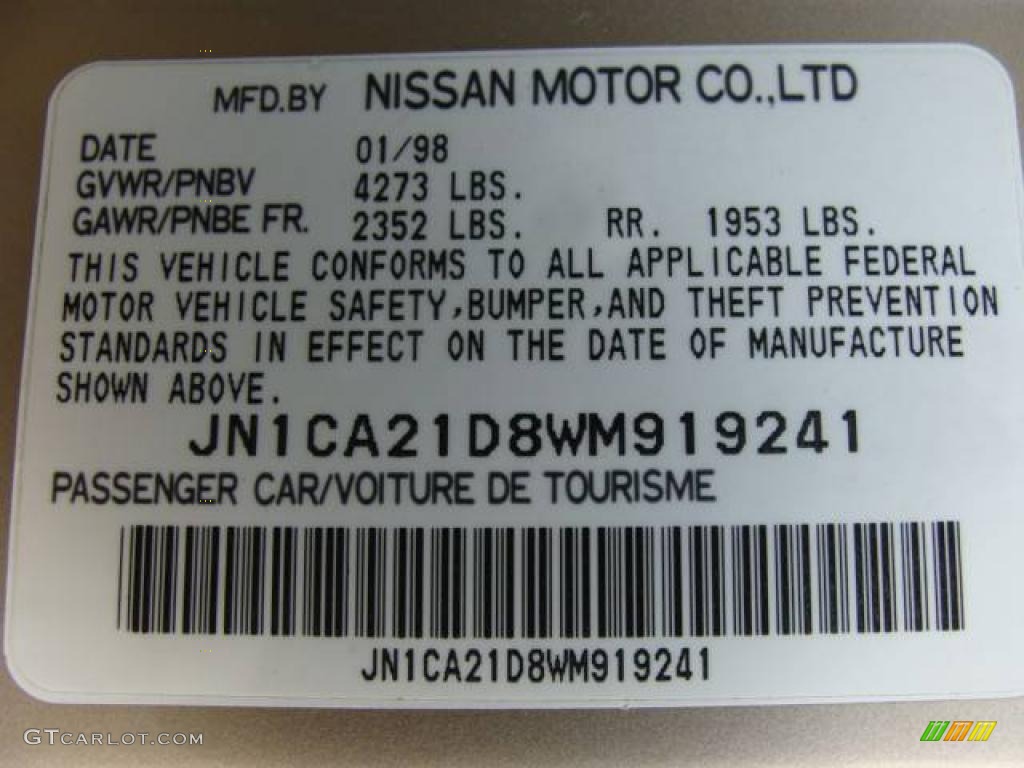 MFD.BY NISSAN MOTOR CO.,LTD
DATE 01/98
GVWR/PNBV 4273 LBS.
GAWR/PNBE FR. 2352 LBS. RR. 1953 LBS.
THIS VEHICLE CONFORMS TO ALL APPLICABLE FEDERAL
MOTOR VEHICLE SAFETY,BUMPER,AND THEFT PREVENTION
STANDARDS IN EFFECT ON THE DATE OF MANUFACTURE
SHOWN ABOVE.
JN1CA21D8WM919241
PASSENGER CAR/VOITURE DE TOURISME
JN1CA21D8WM919241
GTCARLOT.COM